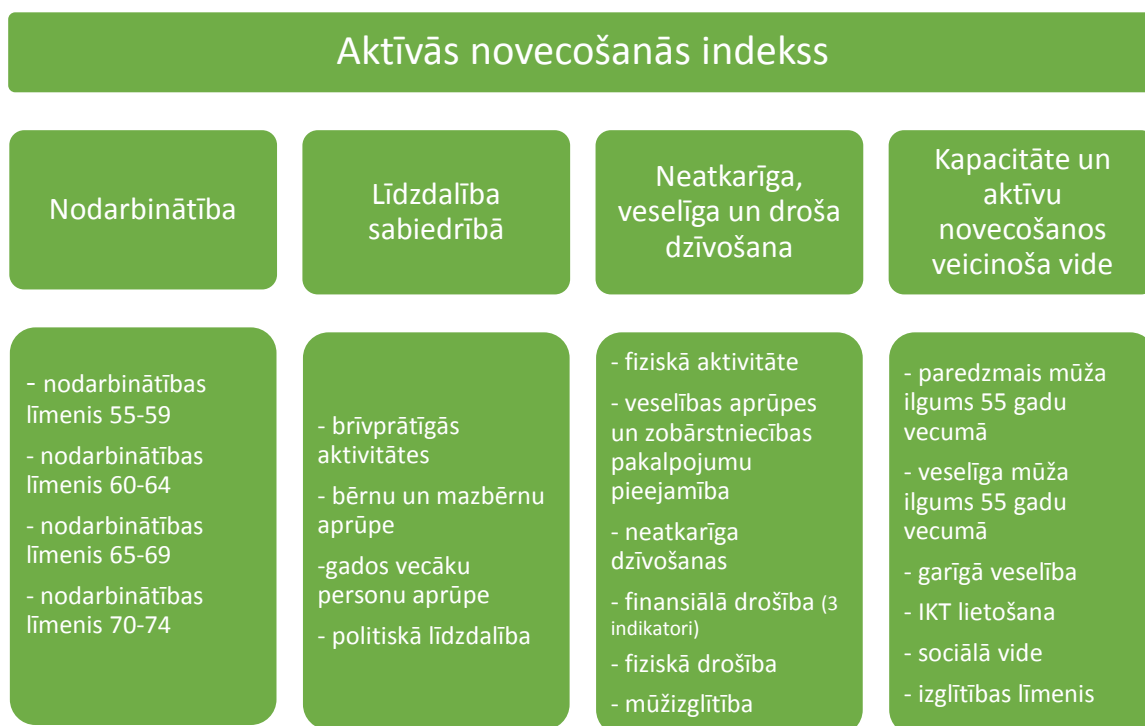 Aktīvās novecošanās indekss
Nodarbinātība
Līdzdalība
sabiedrībā
Neatkarīga,
veselīga un droša
dzīvošana
Kapacitāte un
aktīvu
novecošanos
veicinoša vide
- nodarbinātības
līmenis 55-59
- nodarbinātības
līmenis 60-64
- nodarbinātības
līmenis 65-69
- nodarbinātības
līmenis 70-74
- brīvprātīgās
aktivitātes
- bērnu un mazbērnu
aprūpe
-gados vecāku
personu aprūpe
- politiskā līdzdalība
- fiziskā aktivitāte
- veselības aprūpes
un zobārstniecības
pakalpojumu
pieejamība
- neatkarīga
dzīvošanas
- finansiālā drošība (3
indikatori)
- fiziskā drošība
- mūžizglītība
- paredzmais mūža
ilgums 55 gadu
vecumā
- veselīga mūža
ilgums 55 gadu
vecumā
- garīgā veselība
- IKT lietošana
- sociālā vide
- izglītības līmenis